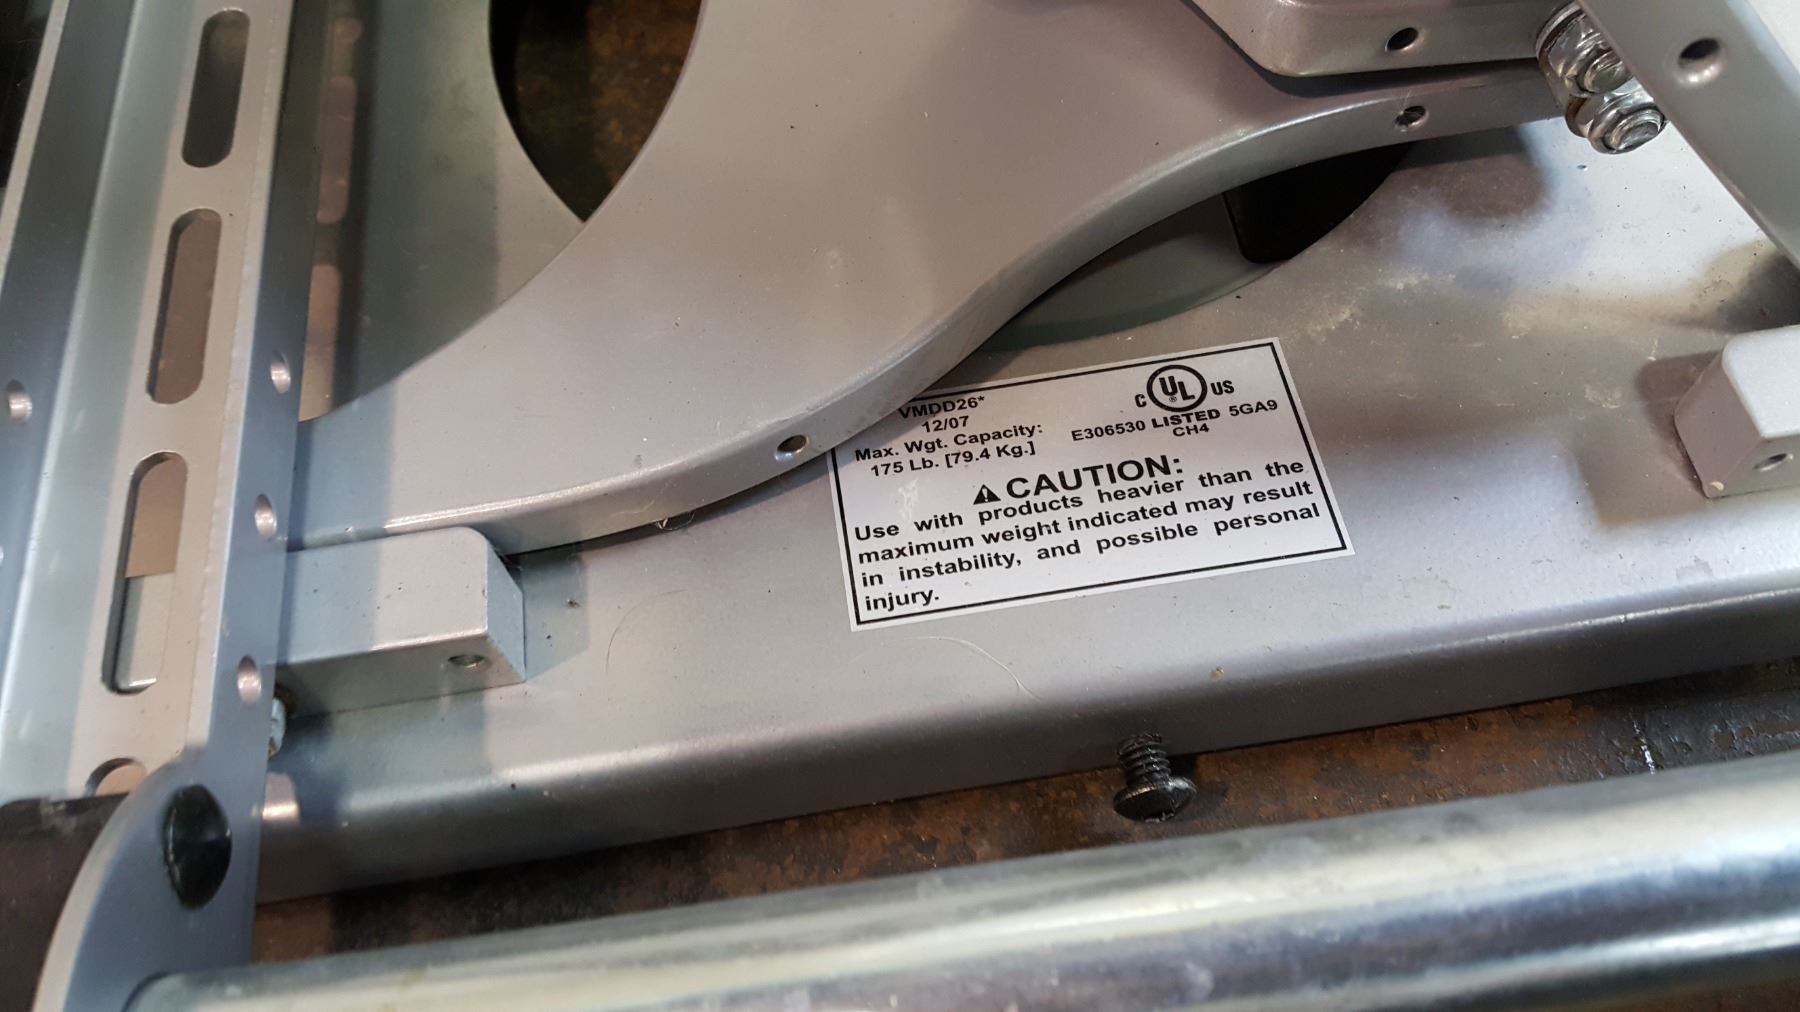 VMDD26*
12/07
Max. Wgt. Capacity:
175 Lb. [79.4 Kg.]
C UL US
®
E306530 LISTED 5GA9
CH4
CAUTION:
Use with products heavier than the
maximum weight indicated may result
in instability, and possible personal
injury.